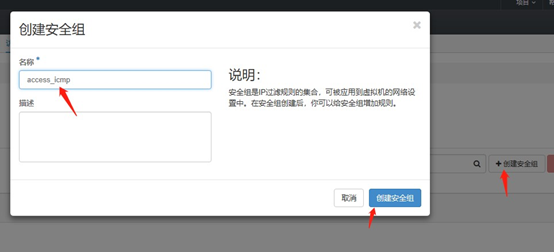 项目
创建安全组
名称 *
access_icmp
描述
说明：
安全组是IP过滤规则的集合，可被应用到虚拟机的网络设置中。在安全组创建后，你可以给安全组增加规则。
+ 创建安全组
取消
创建安全组